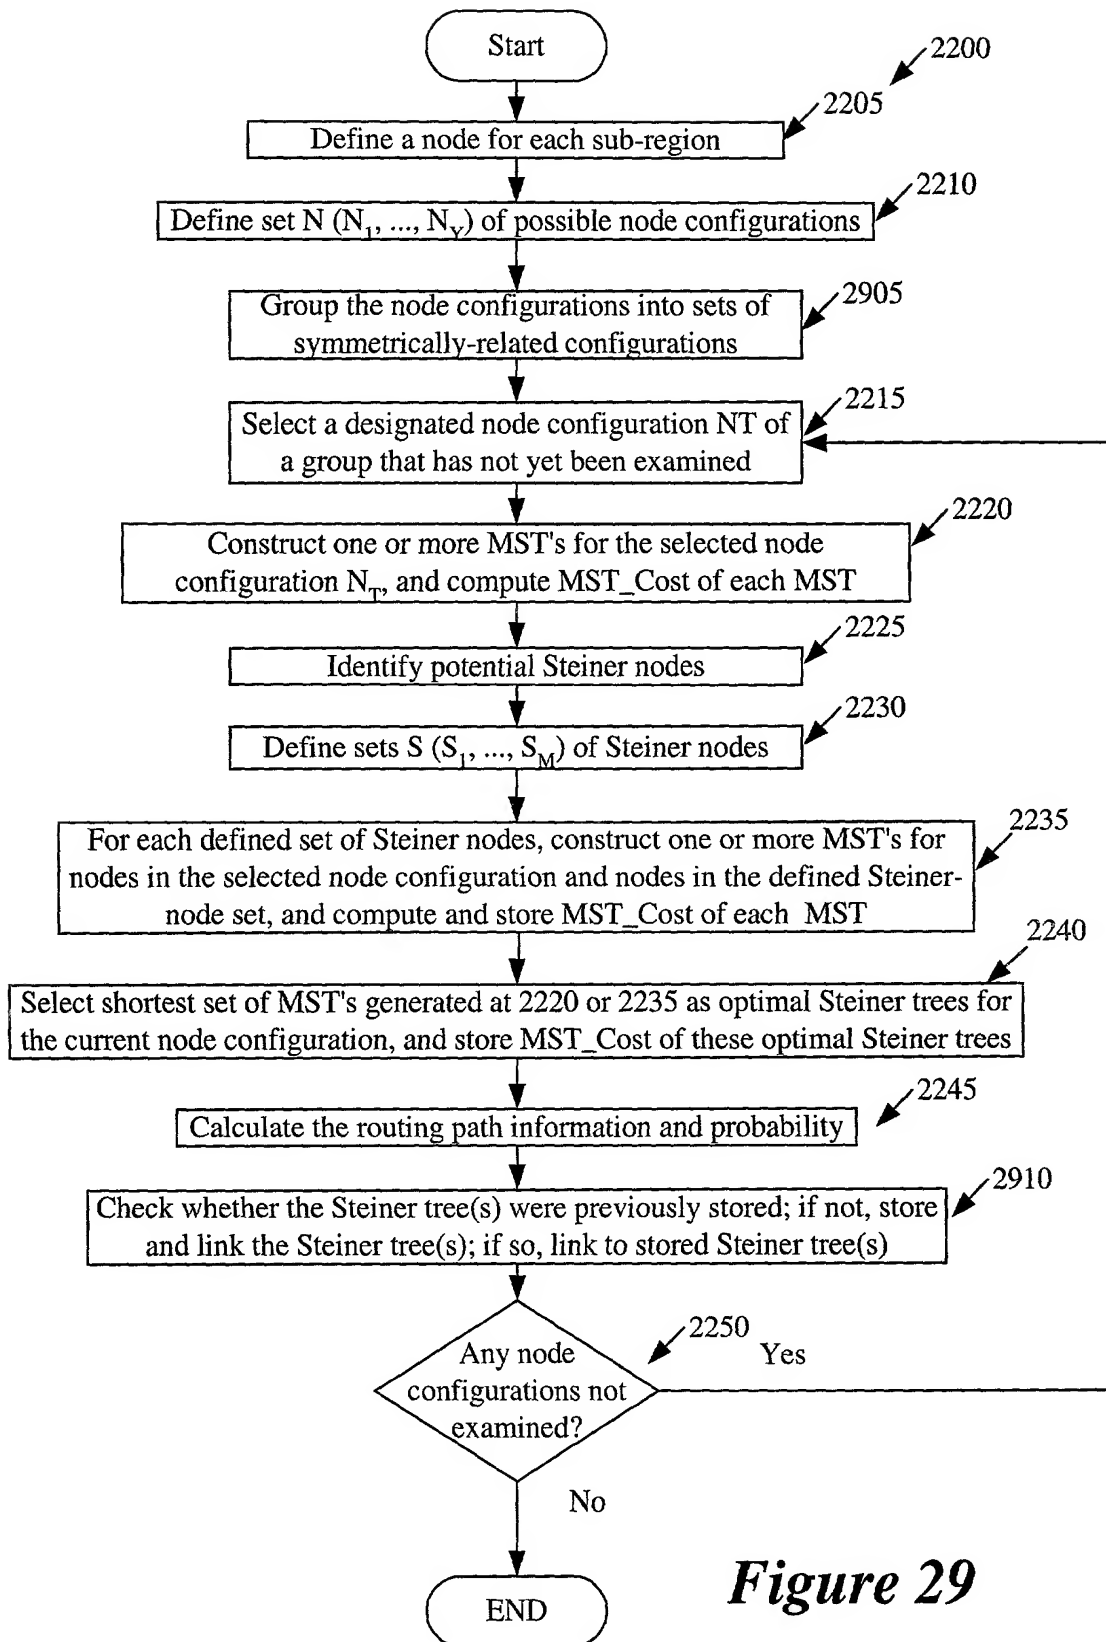 Start
2200
2205
Define a node for each sub-region
2210
Define set N (N1, ..., NY) of possible node configurations
2905
Group the node configurations into sets of
symmetrically-related configurations
2215
Select a designated node configuration NT of
a group that has not yet been examined
2220
Construct one or more MST's for the selected node
configuration NT, and compute MST_Cost of each MST
2225
Identify potential Steiner nodes
2230
Define sets S (S1, ..., SM) of Steiner nodes
2235
For each defined set of Steiner nodes, construct one or more MST's for
nodes in the selected node configuration and nodes in the defined Steiner-
node set, and compute and store MST_Cost of each MST
2240
Select shortest set of MST's generated at 2220 or 2235 as optimal Steiner trees for
the current node configuration, and store MST_Cost of these optimal Steiner trees
2245
Calculate the routing path information and probability
2910
Check whether the Steiner tree(s) were previously stored; if not, store
and link the Steiner tree(s); if so, link to stored Steiner tree(s)
2250
Yes
Any node
configurations not
examined?
No
END
Figure 29